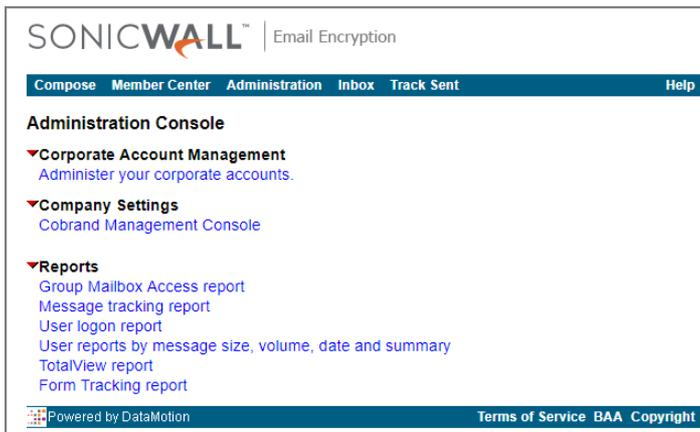 SONICWALL™ Email Encryption
Compose Member Center Administration Inbox Track Sent Help
Administration Console
Corporate Account Management
Administer your corporate accounts.
Company Settings
Cobrand Management Console
Reports
Group Mailbox Access report
Message tracking report
User logon report
User reports by message size, volume, date and summary
TotalView report
Form Tracking report
Powered by DataMotion Terms of Service BAA Copyright